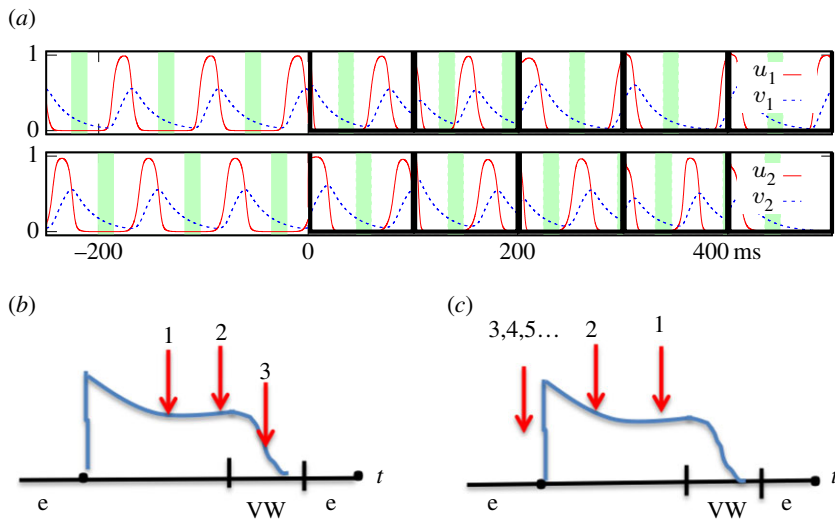 (a)
1
0
u1
v1
1
0
u2
v2
−200 0 200 400 ms
(b)
1 2 3
e VW e t
(c)
3,4,5... 2 1
e VW e t